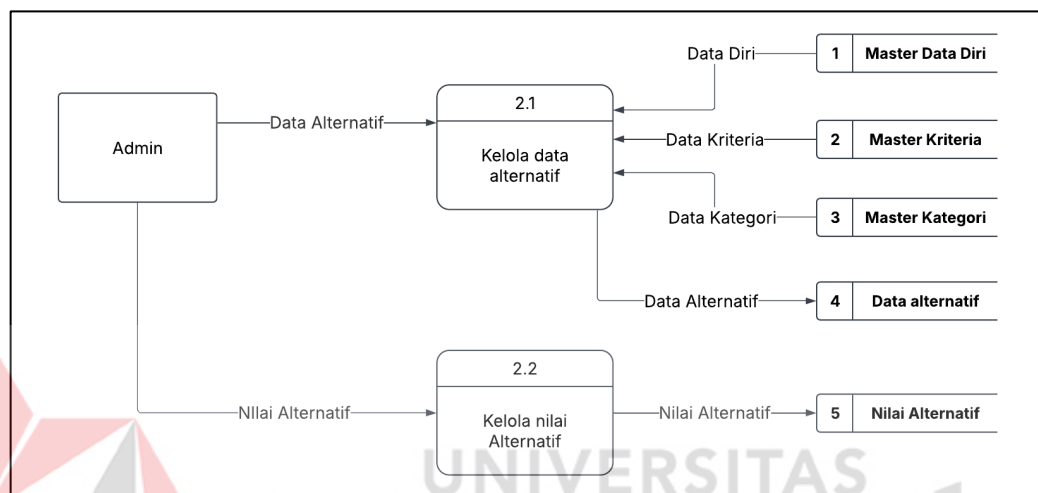 Data Diri
1 Master Data Diri
2.1
Admin
Data Alternatif
Kelola data
alternatif
Data Kriteria
2 Master Kriteria
Data Kategori
3 Master Kategori
Data Alternatif
4 Data alternatif
2.2
NIlai Alternatif
Kelola nilai
Alternatif
Nilai Alternatif
5 Nilai Alternatif
UNIVERSITAS